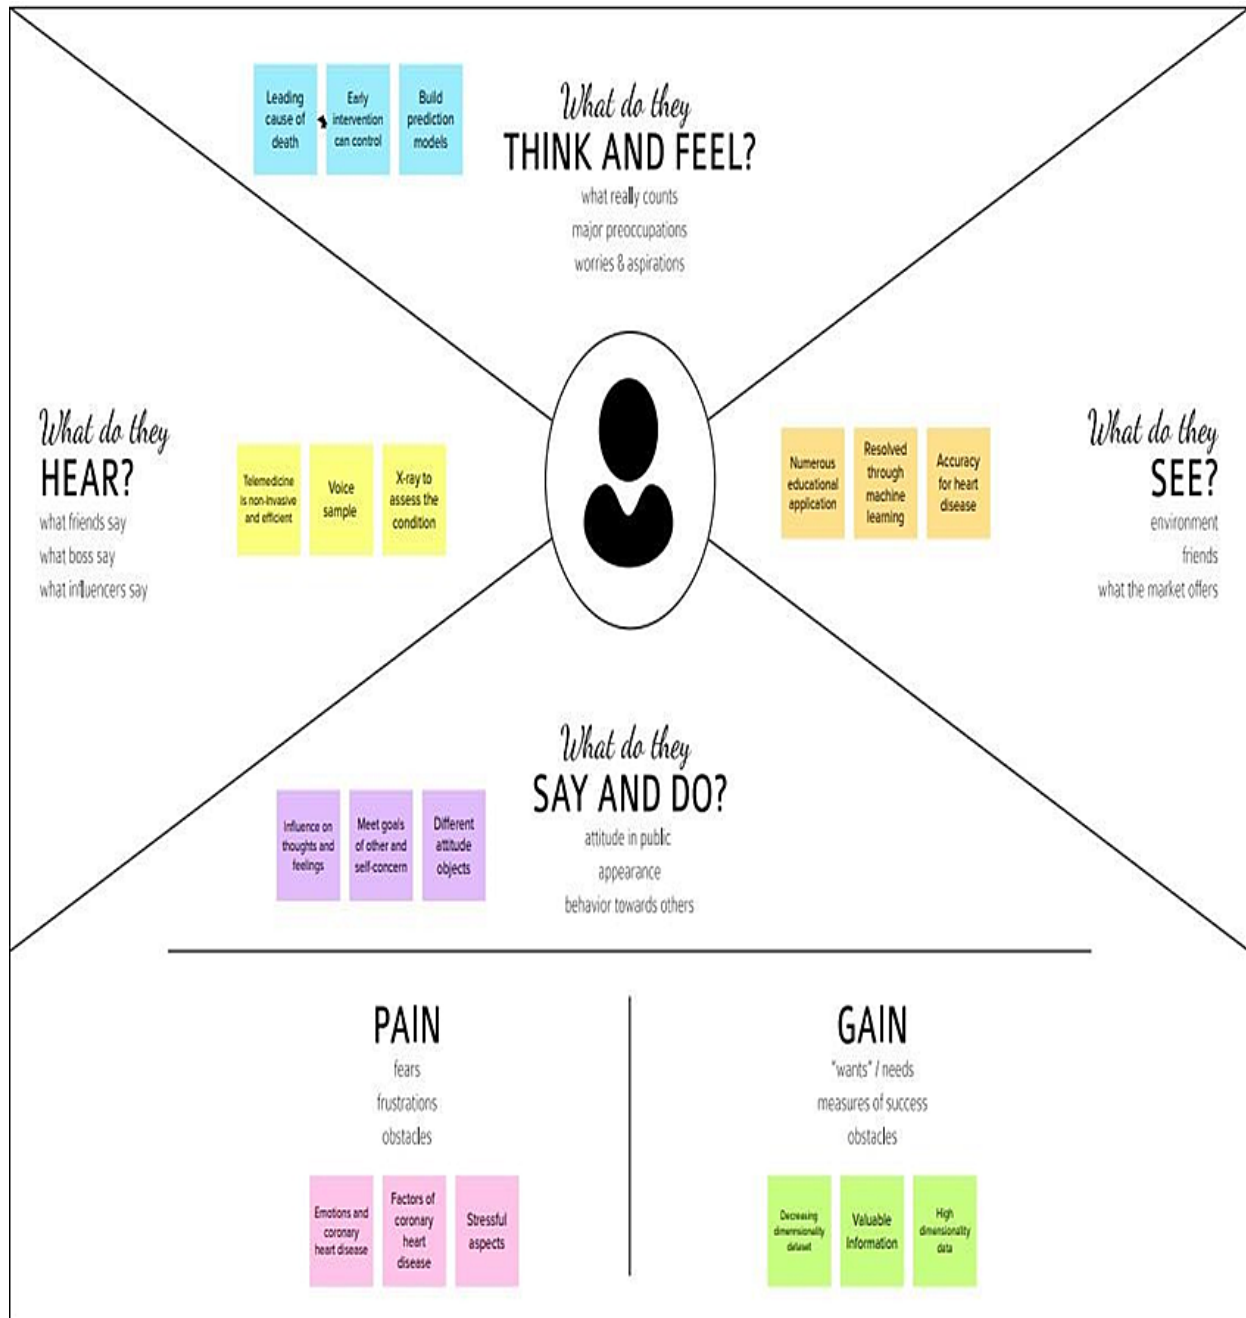 Leading
cause of
death
Early
intervention
can control
Build
prediction
models
What do they
THINK AND FEEL?
what really counts
major preoccupations
worries & aspirations
What do they
HEAR?
what friends say
what boss say
what influencers say
Telemedicine
is non-invasive
and efficient
Voice
sample
X-ray to
assess the
condition
Numerous
educational
application
Resolved
through
machine
learning
Accuracy
for heart
disease
What do they
SEE?
environment
friends
what the market offers
What do they
SAY AND DO?
attitude in public
appearance
behavior towards others
Influence on
thoughts and
feelings
Meet goals
of other and
self-concern
Different
attitude
objects
PAIN
fears
frustrations
obstacles
Emotions and
coronary
heart disease
Factors of
coronary
heart
disease
Stressful
aspects
GAIN
"wants" / needs
measures of success
obstacles
Decreasing
dimemsionality
dataset
Valuable
Information
High
dimensionality
data